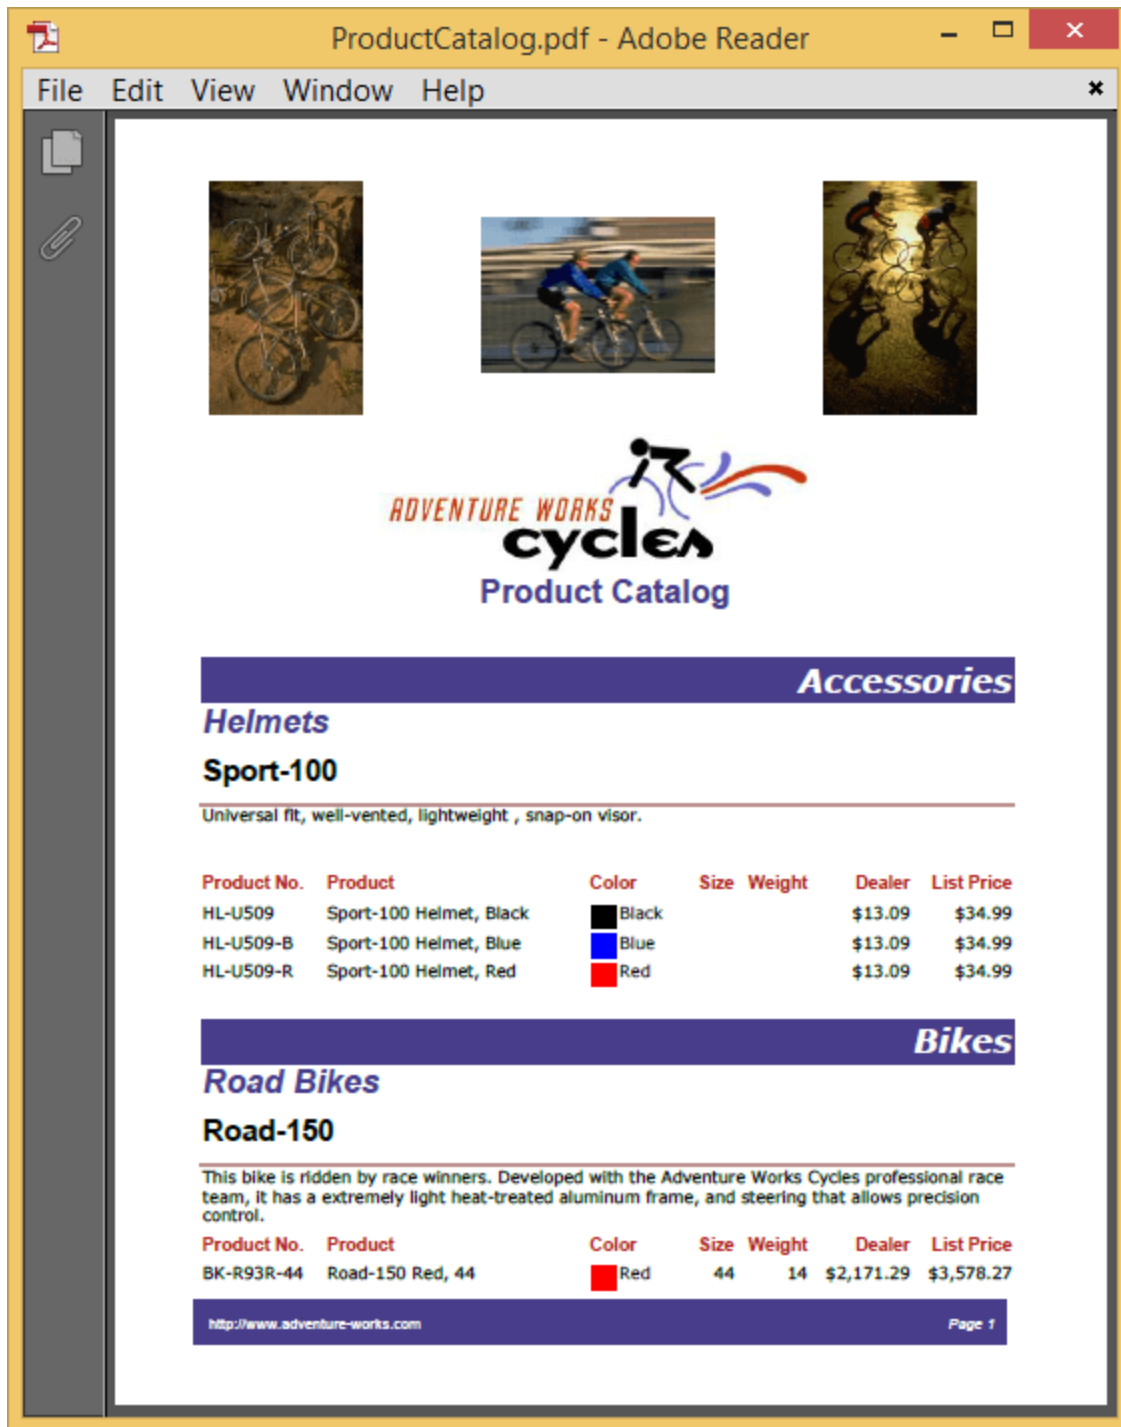 ProductCatalog.pdf - Adobe Reader
File Edit View Window Help
ADVENTURE WORKS
cycles
Product Catalog
Accessories
Helmets
Sport-100
Universal fit, well-vented, lightweight , snap-on visor.
Product No. Product Color Size Weight Dealer List Price
HL-U509 Sport-100 Helmet, Black Black $13.09 $34.99
HL-U509-B Sport-100 Helmet, Blue Blue $13.09 $34.99
HL-U509-R Sport-100 Helmet, Red Red $13.09 $34.99
Bikes
Road Bikes
Road-150
This bike is ridden by race winners. Developed with the Adventure Works Cycles professional race
team, it has a extremely light heat-treated aluminum frame, and steering that allows precision
control.
Product No. Product Color Size Weight Dealer List Price
BK-R93R-44 Road-150 Red, 44 Red 44 14 $2,171.29 $3,578.27
http://www.adventure-works.com Page 1